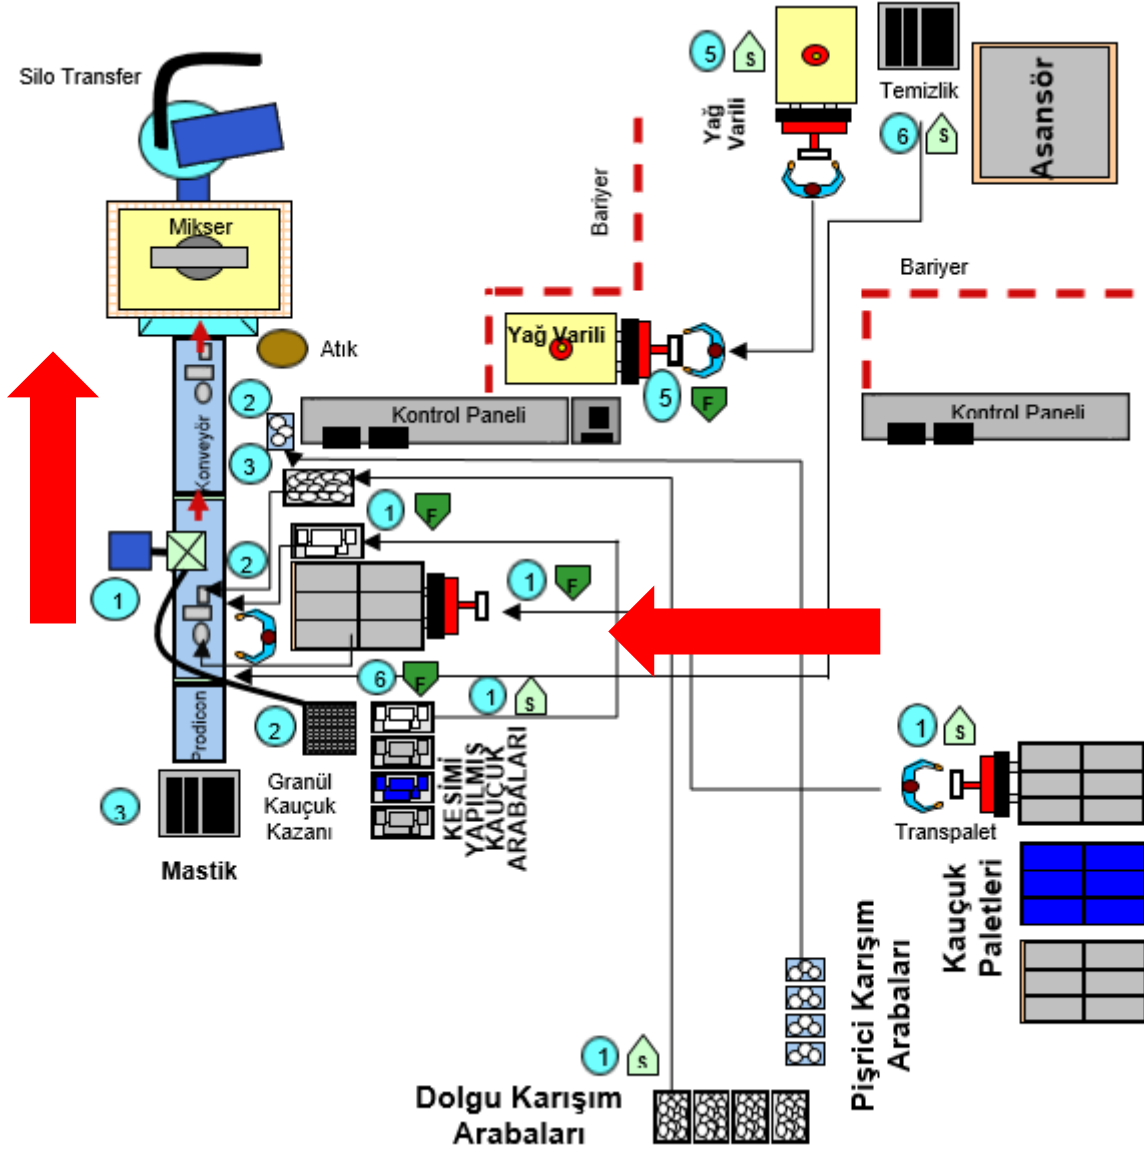 Silo Transfer
5
S
Temizlik
Yağ
Varili
6
S
Asansör
Mikser
Bariyer
Bariyer
Yağ Varili
Atık
5
F
2
Kontrol Paneli
Kontrol Paneli
Konveyör
3
1
F
2
1
F
1
6
F
1
S
Prodicon
2
1
S
3
Granül
Kauçuk
Kazanı
KESİMİ
YAPILMIŞ
KAUÇUK
ARABALARI
Transpalet
Mastik
Kauçuk
Paletleri
Pişrici Karışım
Arabaları
1
S
Dolgu Karışım
Arabaları